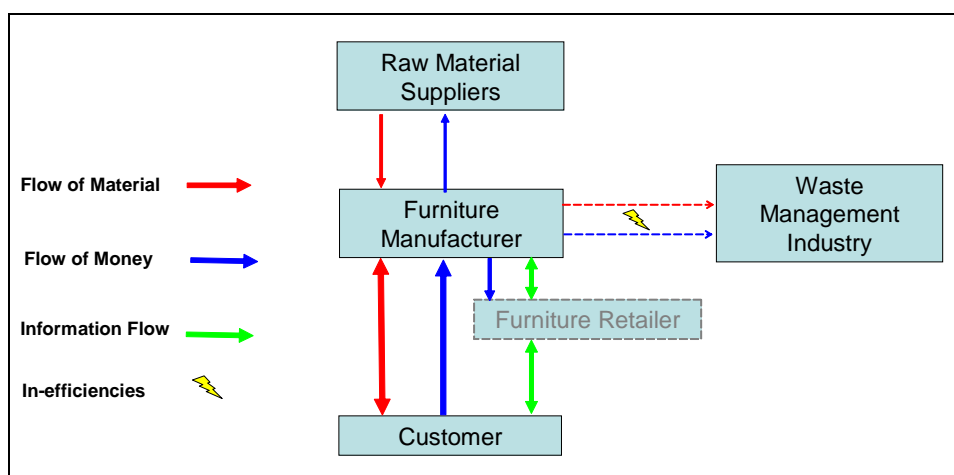 Raw Material
Suppliers
Flow of Material
Furniture
Manufacturer
Waste
Management
Industry
Flow of Money
Furniture Retailer
Information Flow
In-efficiencies
Customer